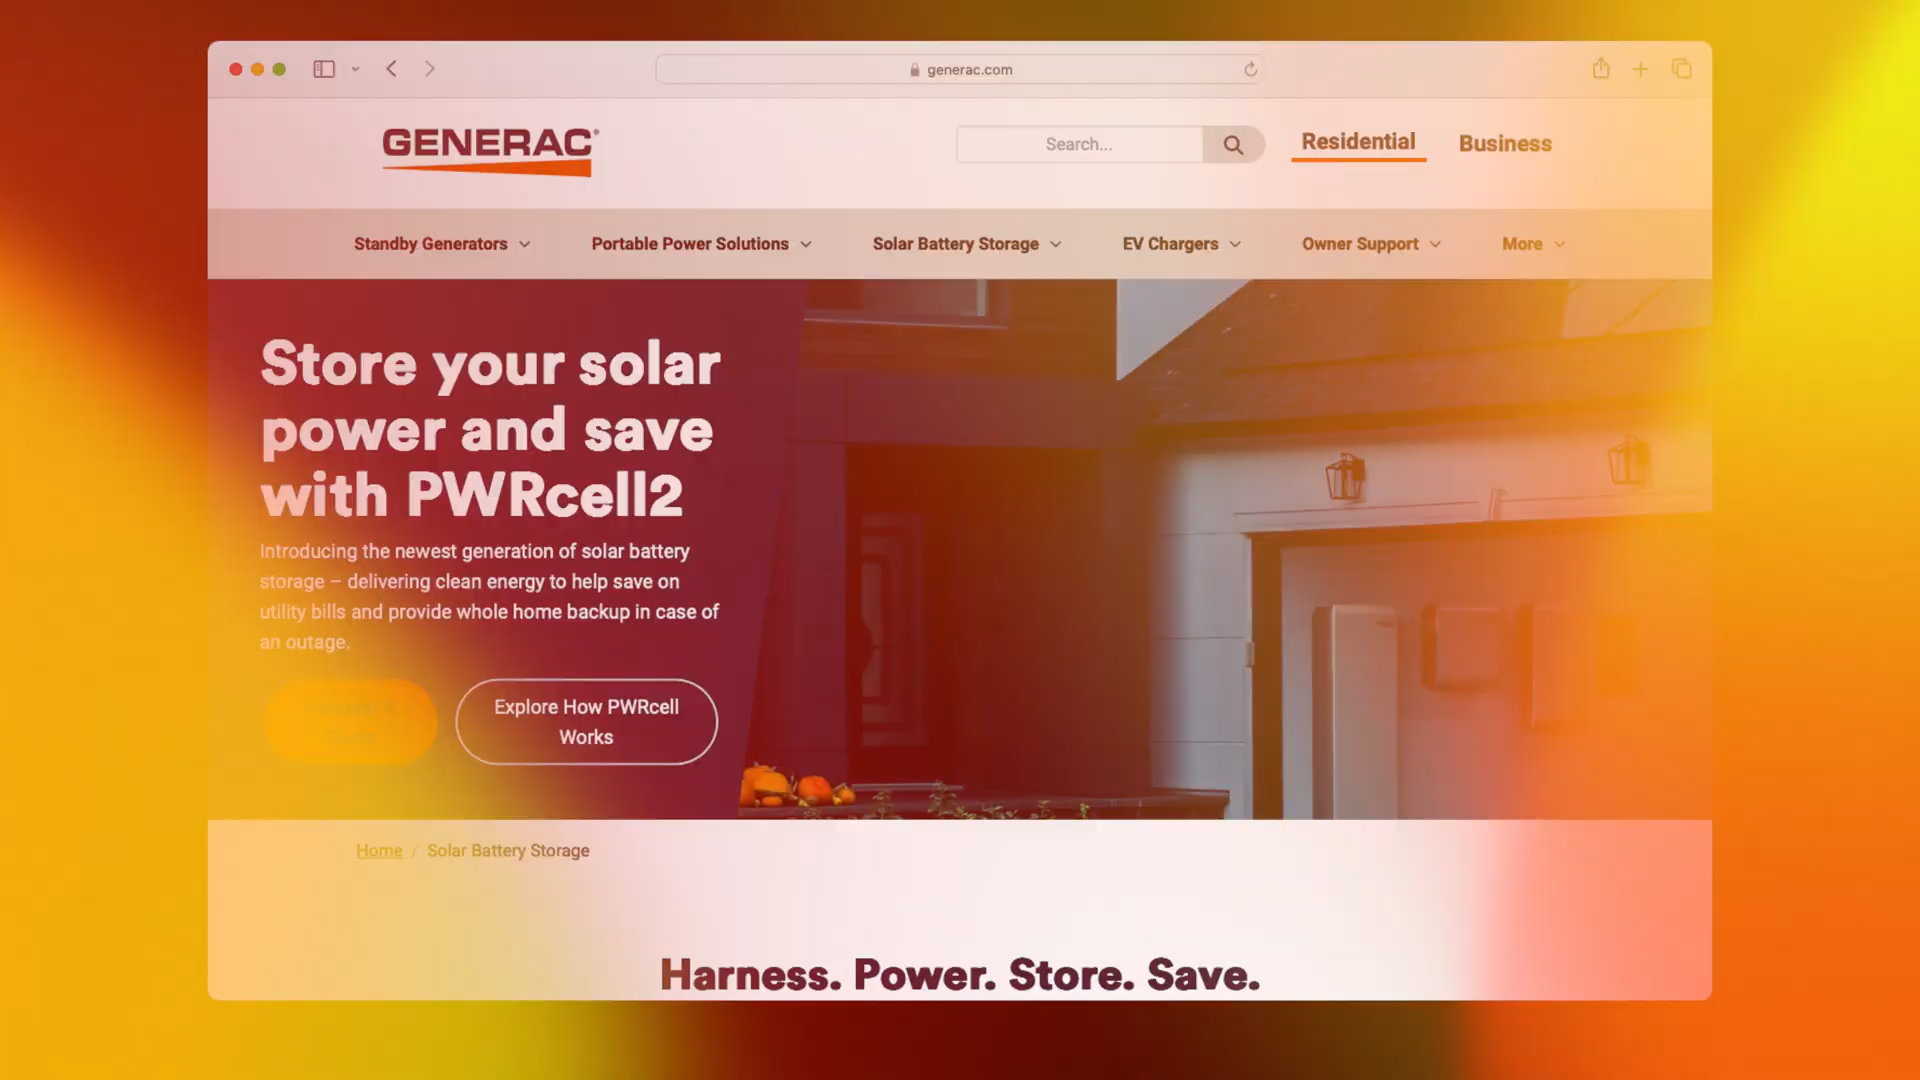 generac.com
GENERAC®
Search...
Residential
Business
Standby Generators
Portable Power Solutions
Solar Battery Storage
EV Chargers
Owner Support
More
Store your solar
power and save
with PWRcell2
Introducing the newest generation of solar battery
storage – delivering clean energy to help save on
utility bills and provide whole home backup in case of
an outage.
Explore How PWRcell
Works
Home / Solar Battery Storage
Harness. Power. Store. Save.